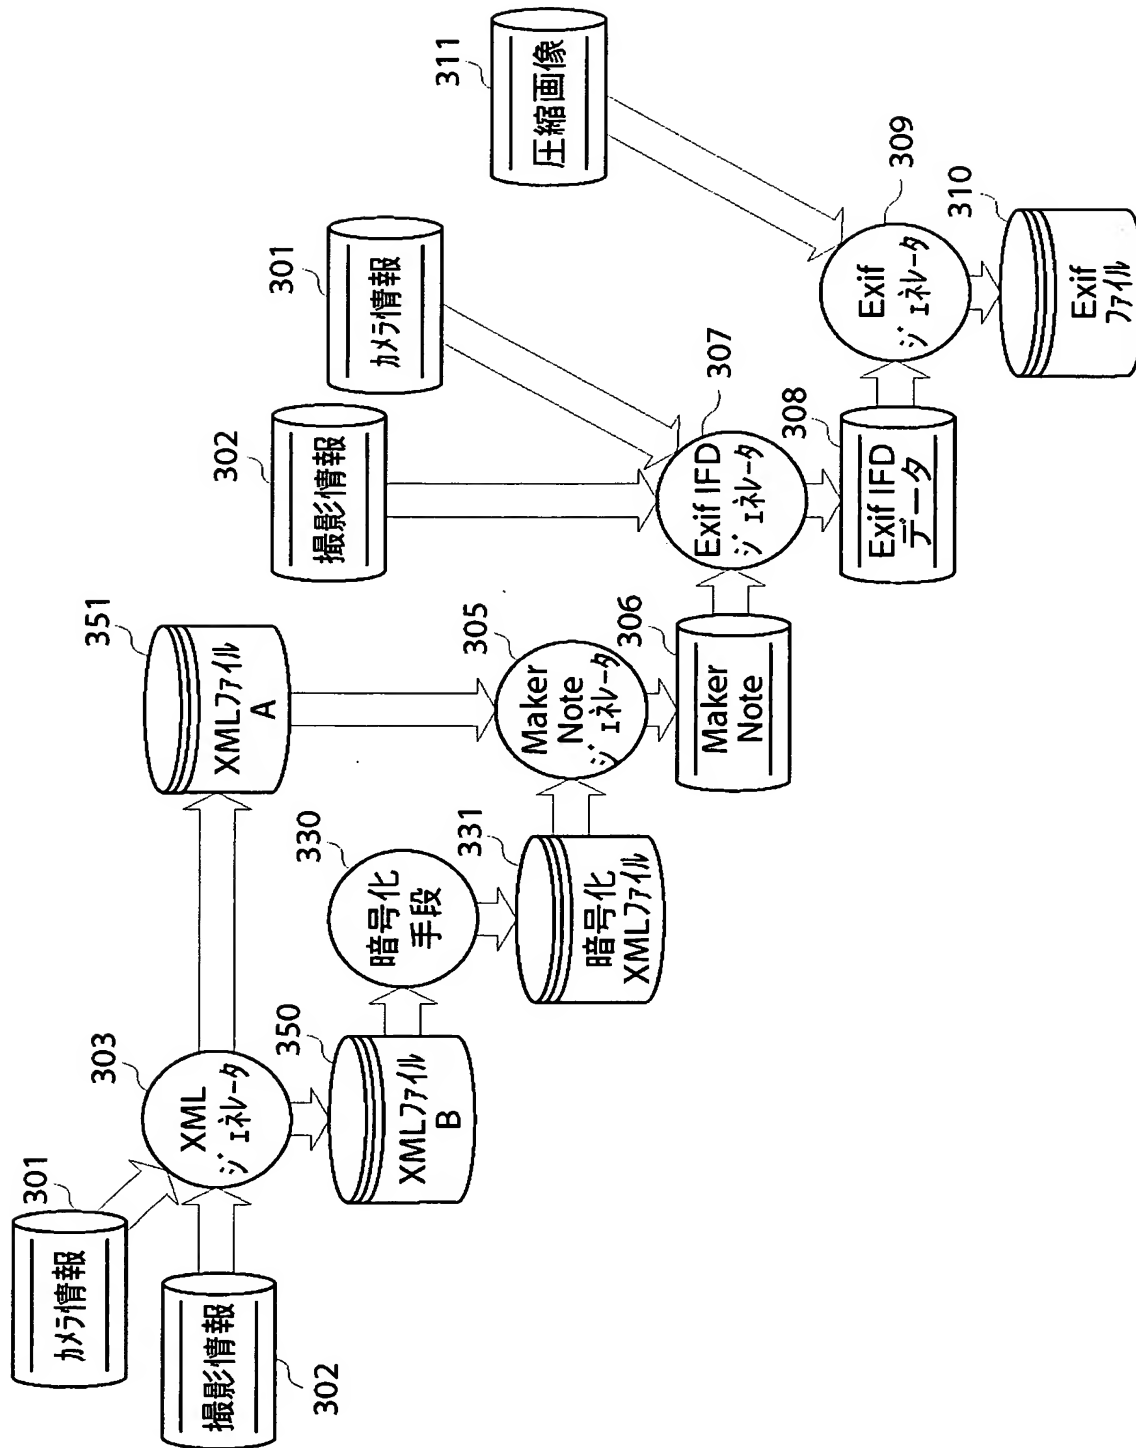 301
カメラ情報
撮影情報
302
303
XML
ジェネレータ
351
XMLファイル
A
350
XMLファイル
B
330
暗号化
手段
331
暗号化
XMLファイル
305
Maker
Note
ジェネレータ
306
Maker
Note
302
撮影情報
301
カメラ情報
307
Exif IFD
ジェネレータ
308
Exif IFD
データ
311
圧縮画像
309
Exif
ジェネレータ
310
Exif
ファイル